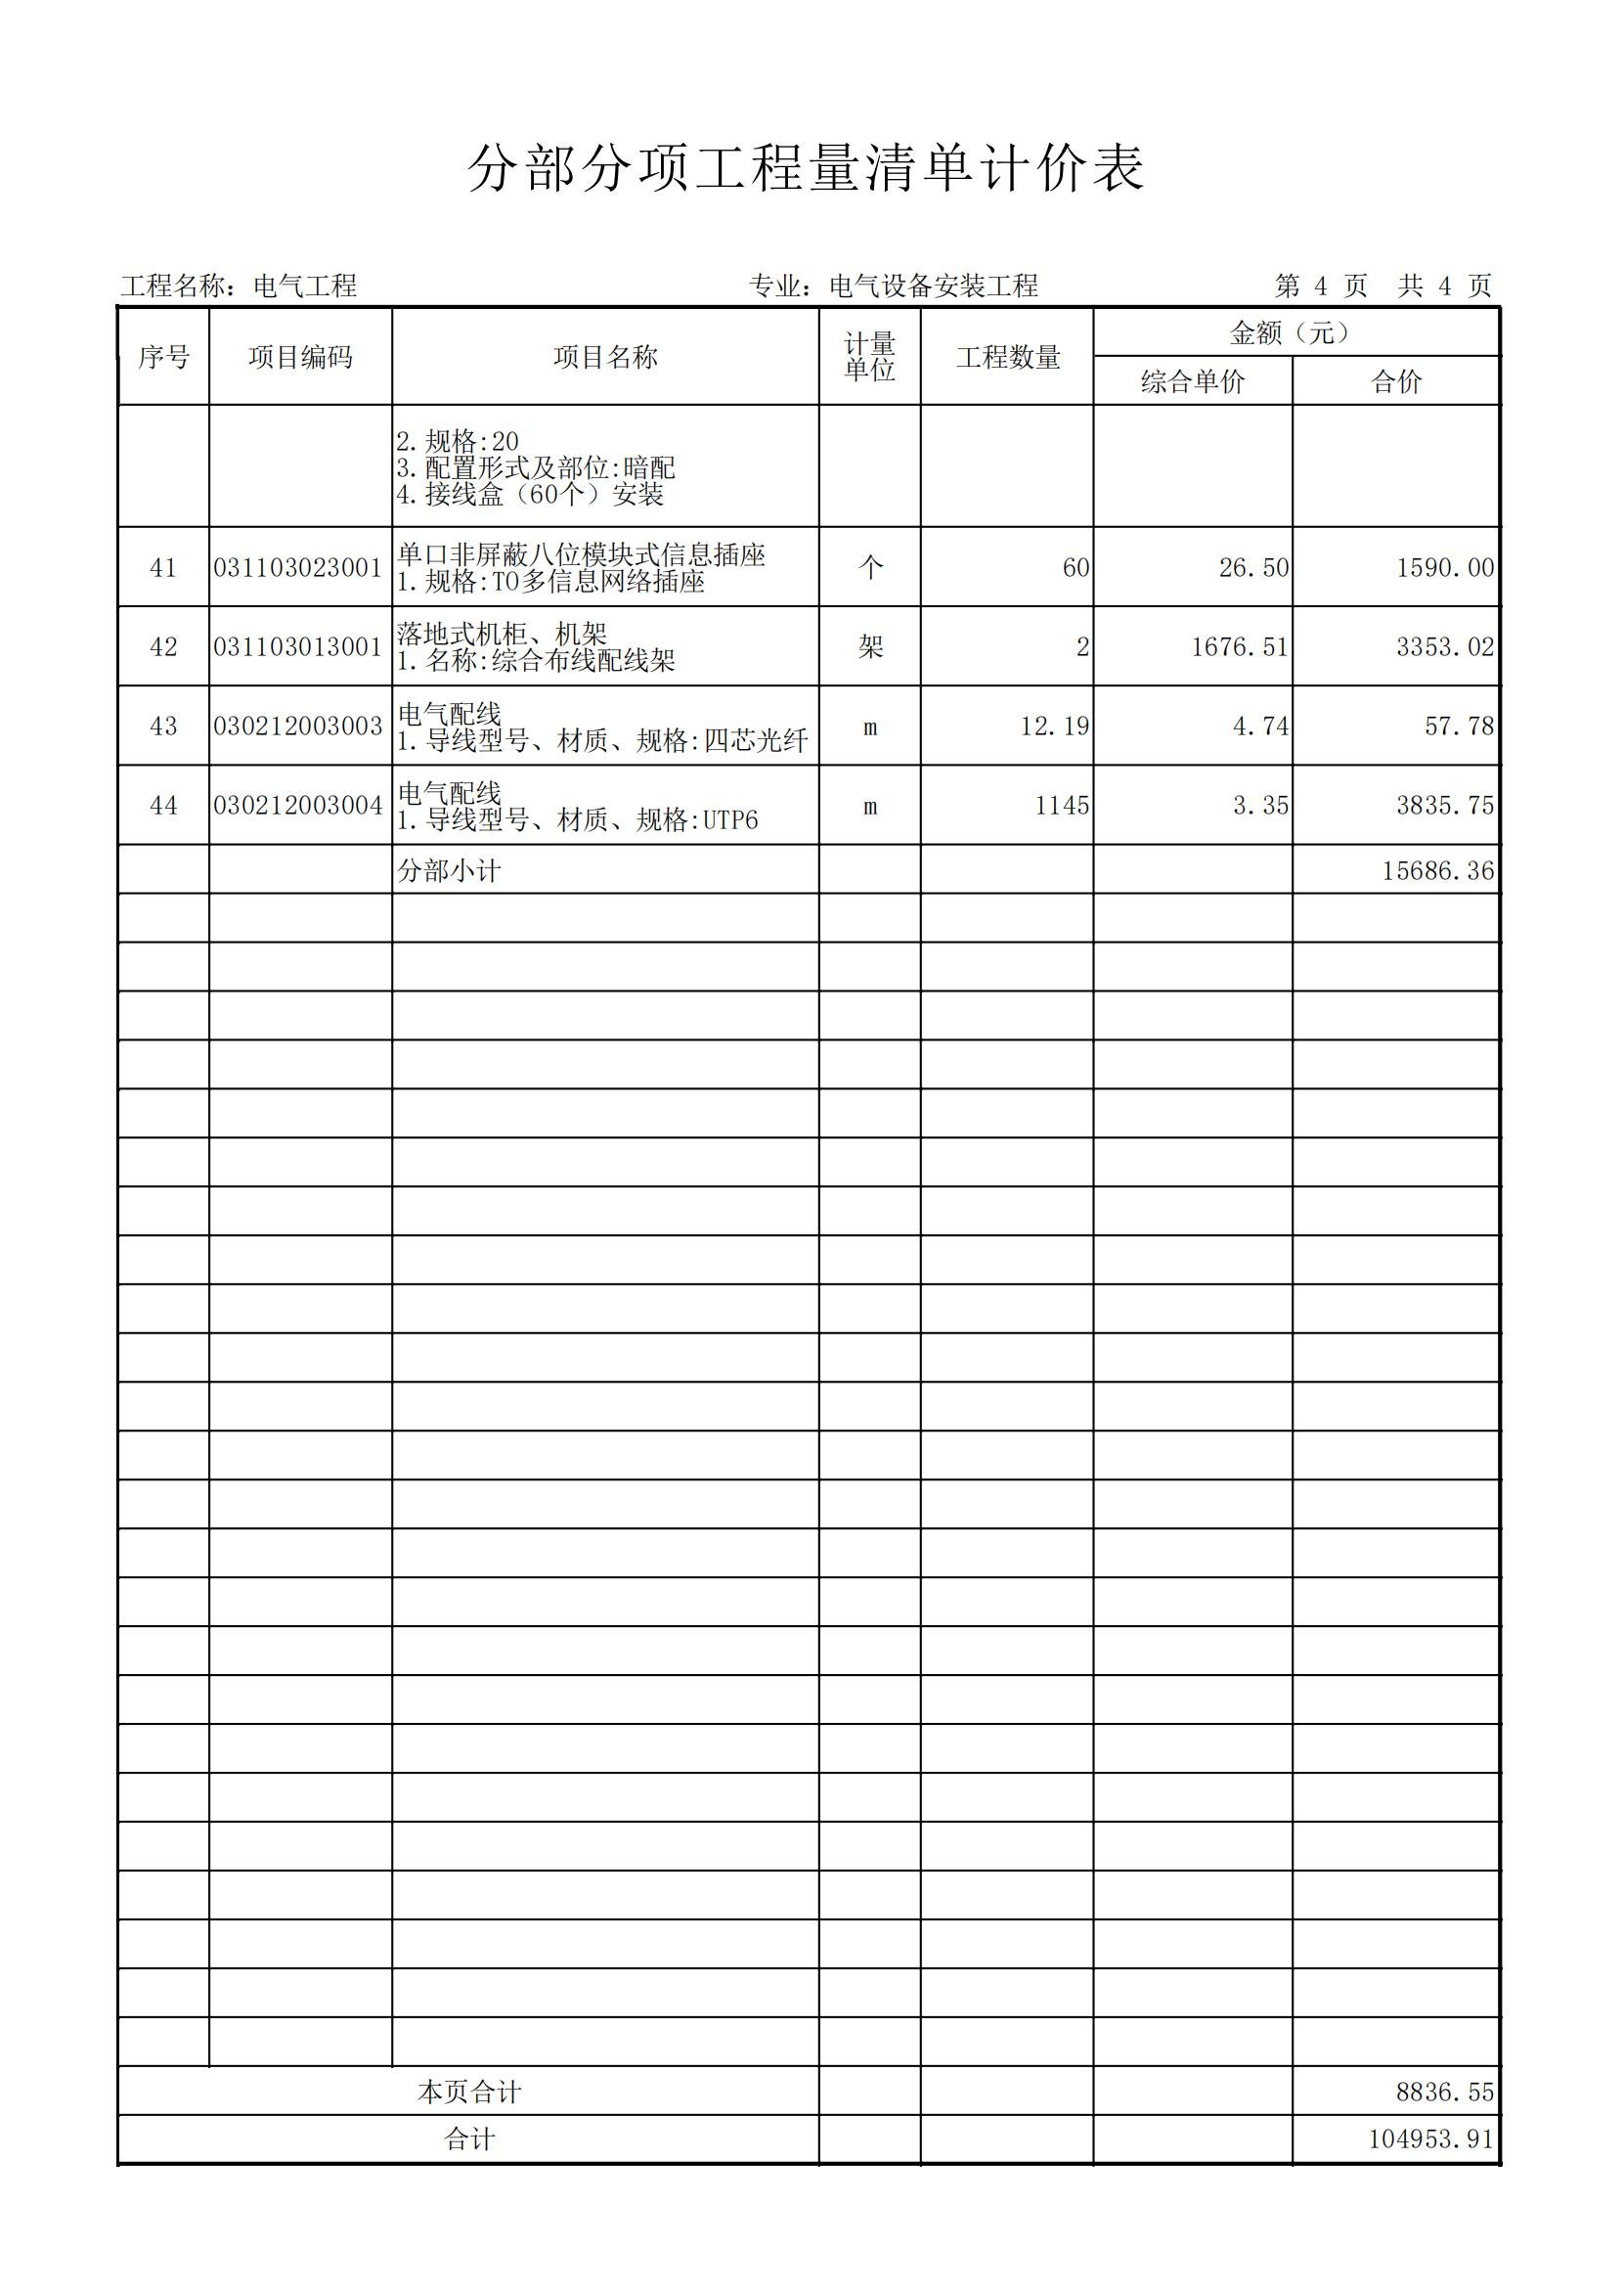 分部分项工程量清单计价表
工程名称：电气工程 专业：电气设备安装工程 第 4 页 共 4 页
序号 项目编码 项目名称 计量单位 工程数量 金额（元）
综合单价 合价
2.规格:20
3.配置形式及部位:暗配
4.接线盒（60个）安装
41 031103023001 单口非屏蔽八位模块式信息插座 个 60 26.50 1590.00
1.规格:TO多信息网络插座
42 031103013001 落地式机柜、机架 架 2 1676.51 3353.02
1.名称:综合布线配线架
43 030212003003 电气配线 m 12.19 4.74 57.78
1.导线型号、材质、规格:四芯光纤
44 030212003004 电气配线 m 1145 3.35 3835.75
1.导线型号、材质、规格:UTP6
分部小计 15686.36
本页合计 8836.55
合计 104953.91